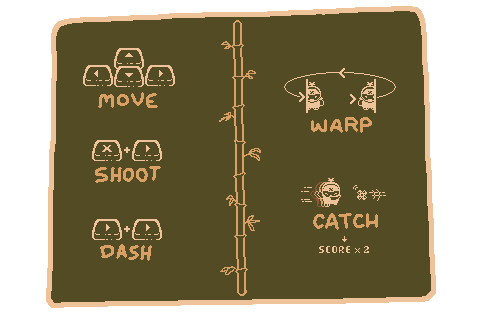 MOVE
X +
SHOOT
+
DASH
WARP
CATCH
SCORE × 2